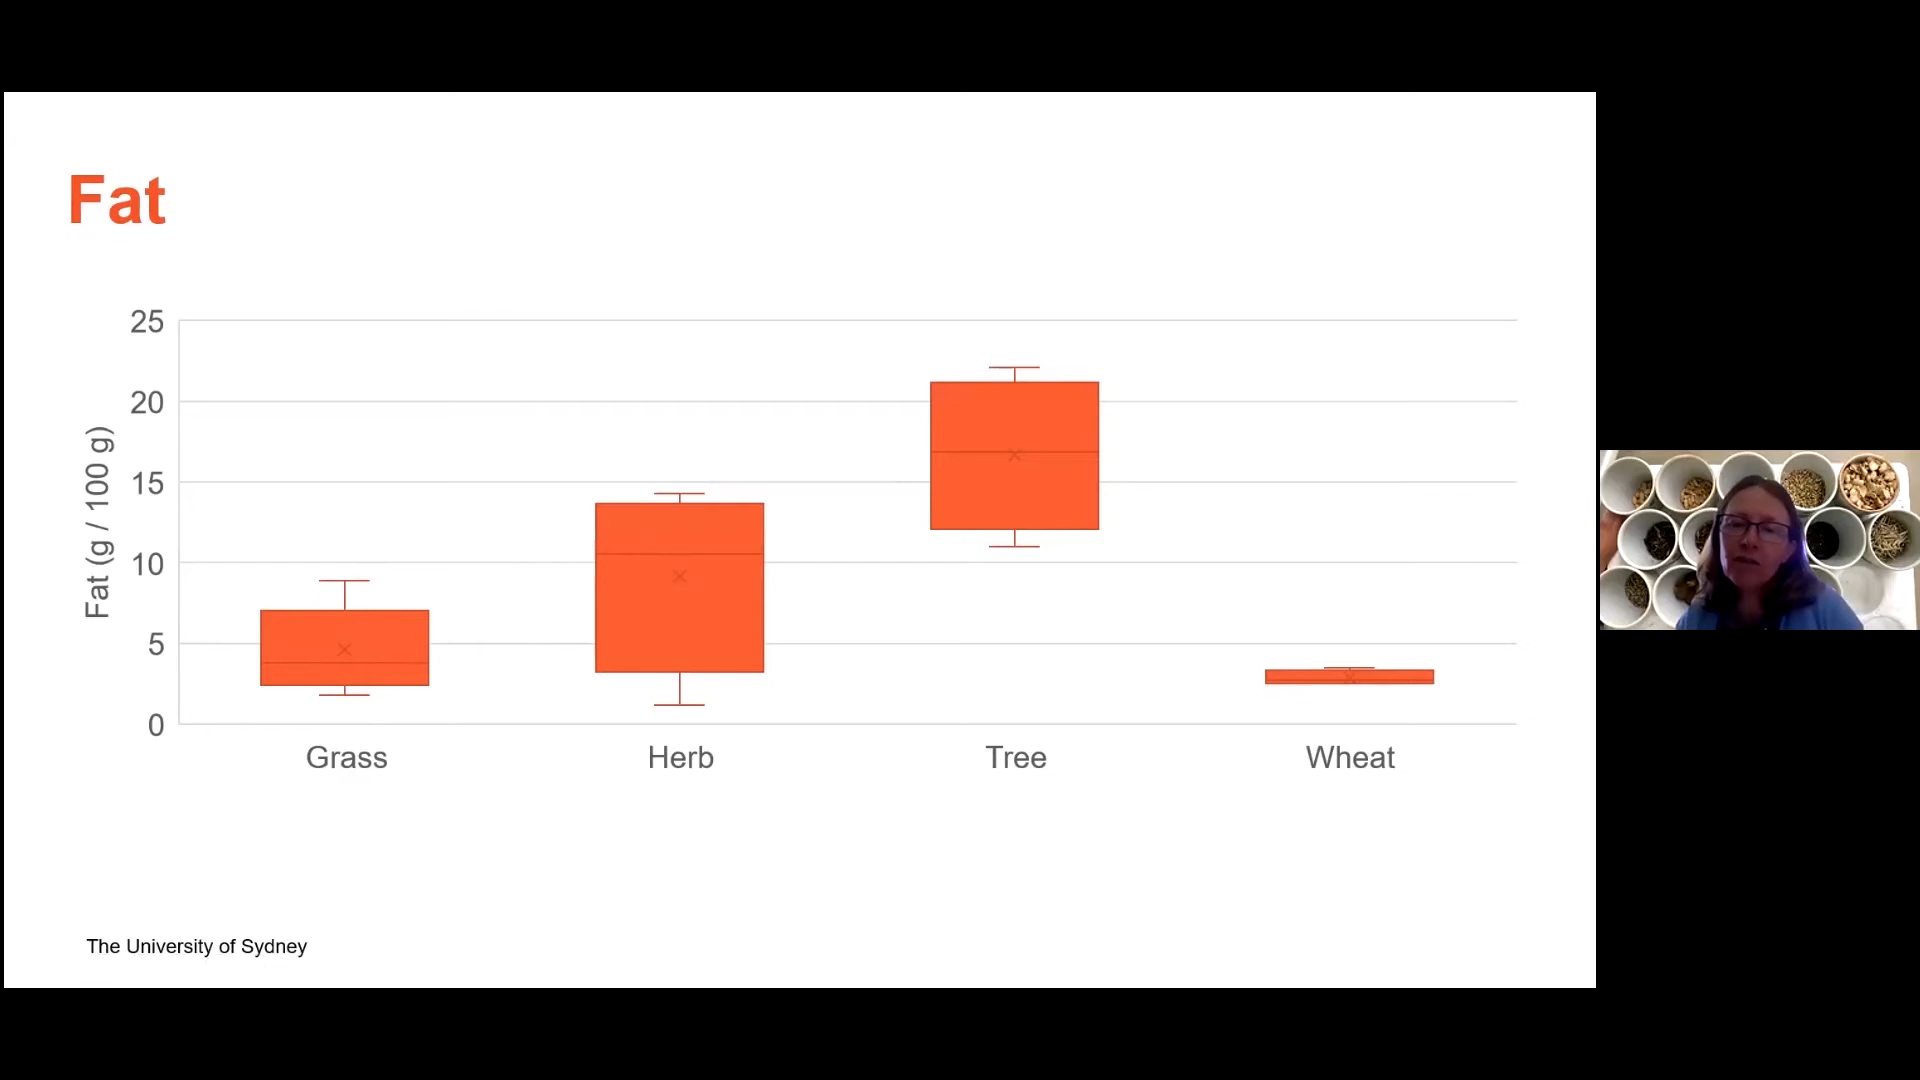 Fat
25
20
15
10
5
0
Fat (g / 100 g)
Grass
Herb
Tree
Wheat
The University of Sydney